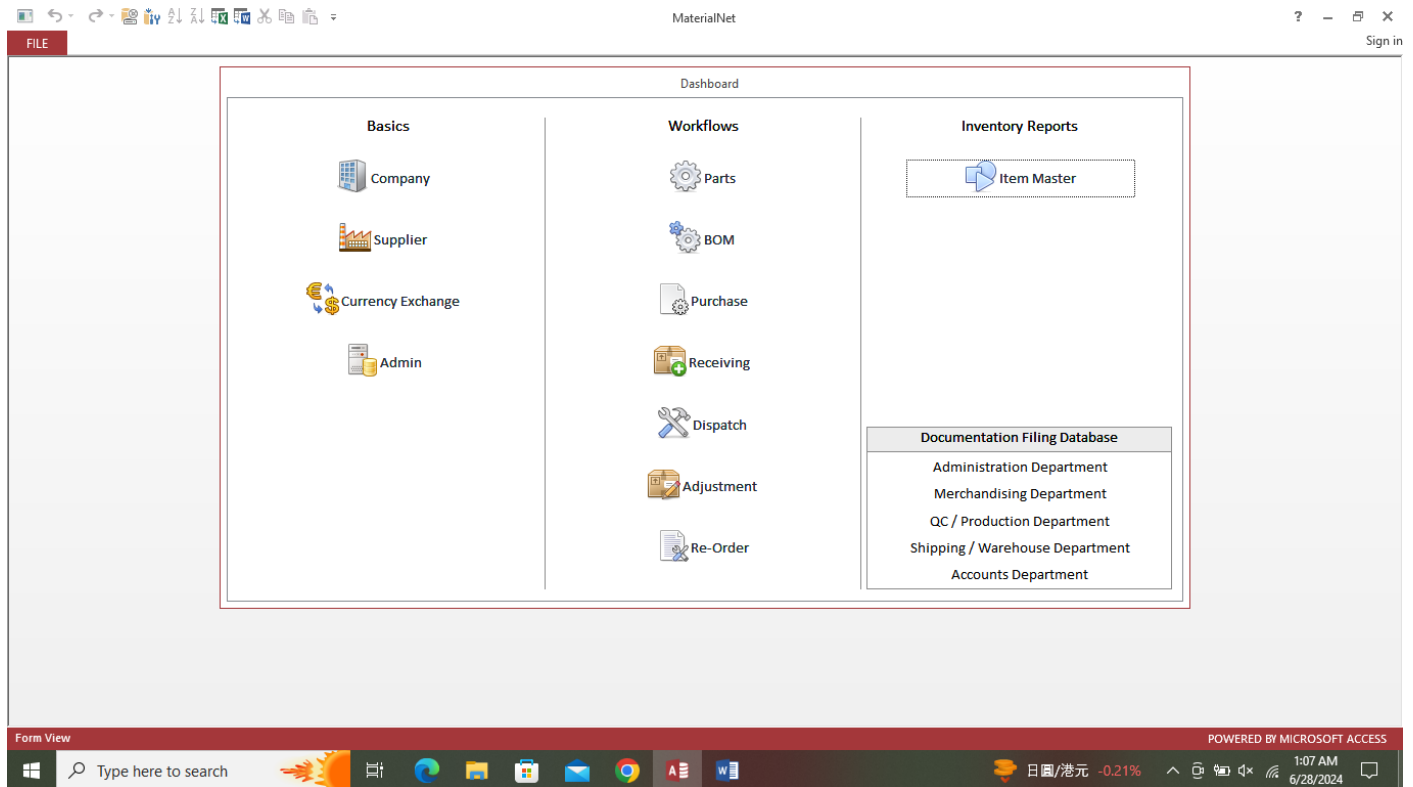 MaterialNet
?
FILE
Sign in
Dashboard
Basics
Company
Supplier
Currency Exchange
Admin
Workflows
Parts
BOM
Purchase
Receiving
Dispatch
Adjustment
Re-Order
Inventory Reports
Item Master
Documentation Filing Database
Administration Department
Merchandising Department
QC / Production Department
Shipping / Warehouse Department
Accounts Department
Form View
POWERED BY MICROSOFT ACCESS
Type here to search
日圓/港元 -0.21%
1:07 AM
6/28/2024